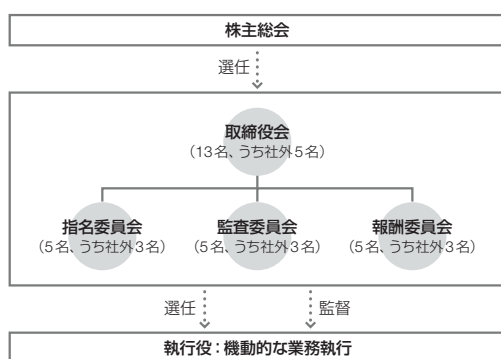 株主総会
選任
取締役会
(13名、うち社外5名)
指名委員会
(5名、うち社外3名)
監査委員会
(5名、うち社外3名)
報酬委員会
(5名、うち社外3名)
選任
監督
執行役：機動的な業務執行